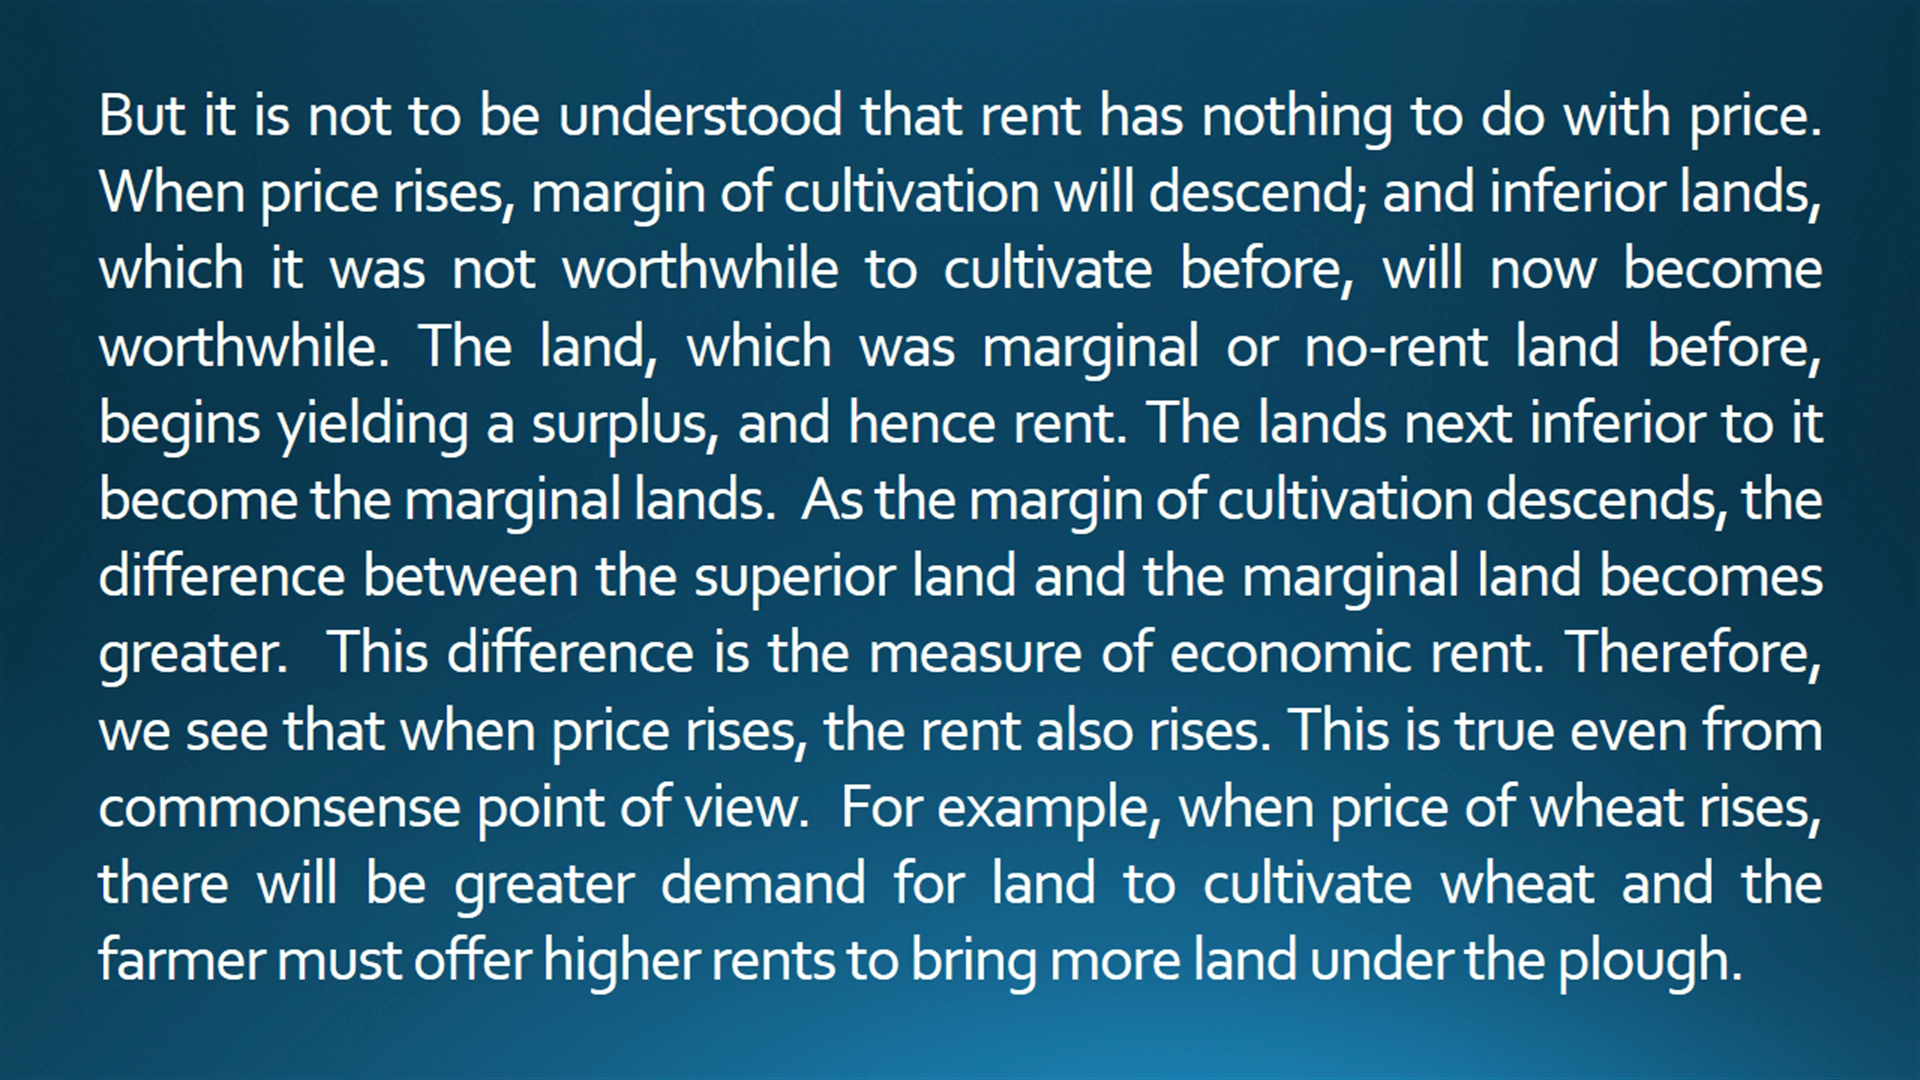 But it is not to be understood that rent has nothing to do with price.
When price rises, margin of cultivation will descend; and inferior lands,
which it was not worthwhile to cultivate before, will now become
worthwhile. The land, which was marginal or no-rent land before,
begins yielding a surplus, and hence rent. The lands next inferior to it
become the marginal lands.  As the margin of cultivation descends, the
difference between the superior land and the marginal land becomes
greater.  This difference is the measure of economic rent. Therefore,
we see that when price rises, the rent also rises. This is true even from
commonsense point of view.  For example, when price of wheat rises,
there will be greater demand for land to cultivate wheat and the
farmer must offer higher rents to bring more land under the plough.